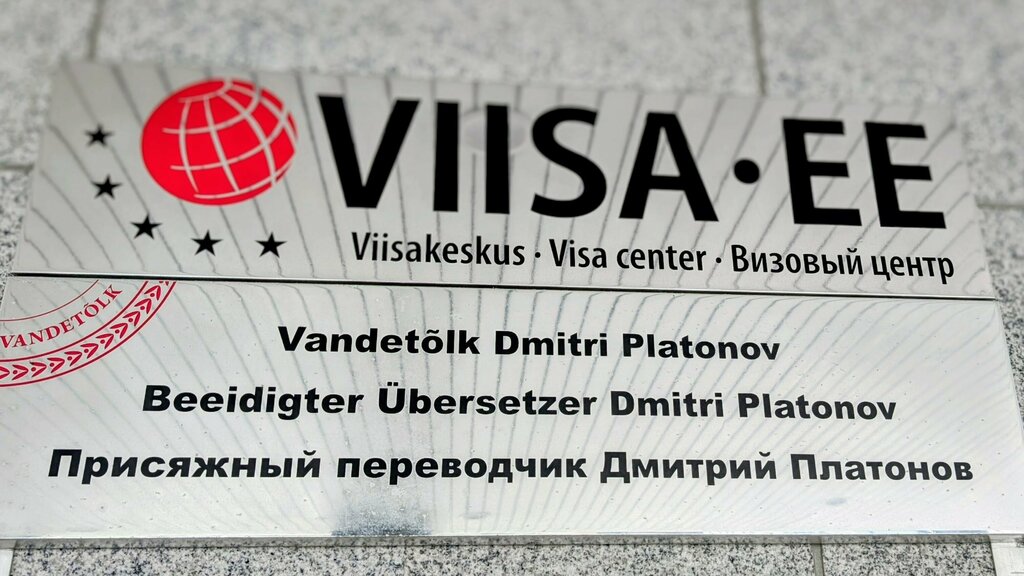 VIISA·EE
Viisakeskus · Visa center · Визовый центр
VANDETÕLK
Vandetõlk Dmitri Platonov
Beeidigter Übersetzer Dmitri Platonov
Присяжный переводчик Дмитрий Платонов